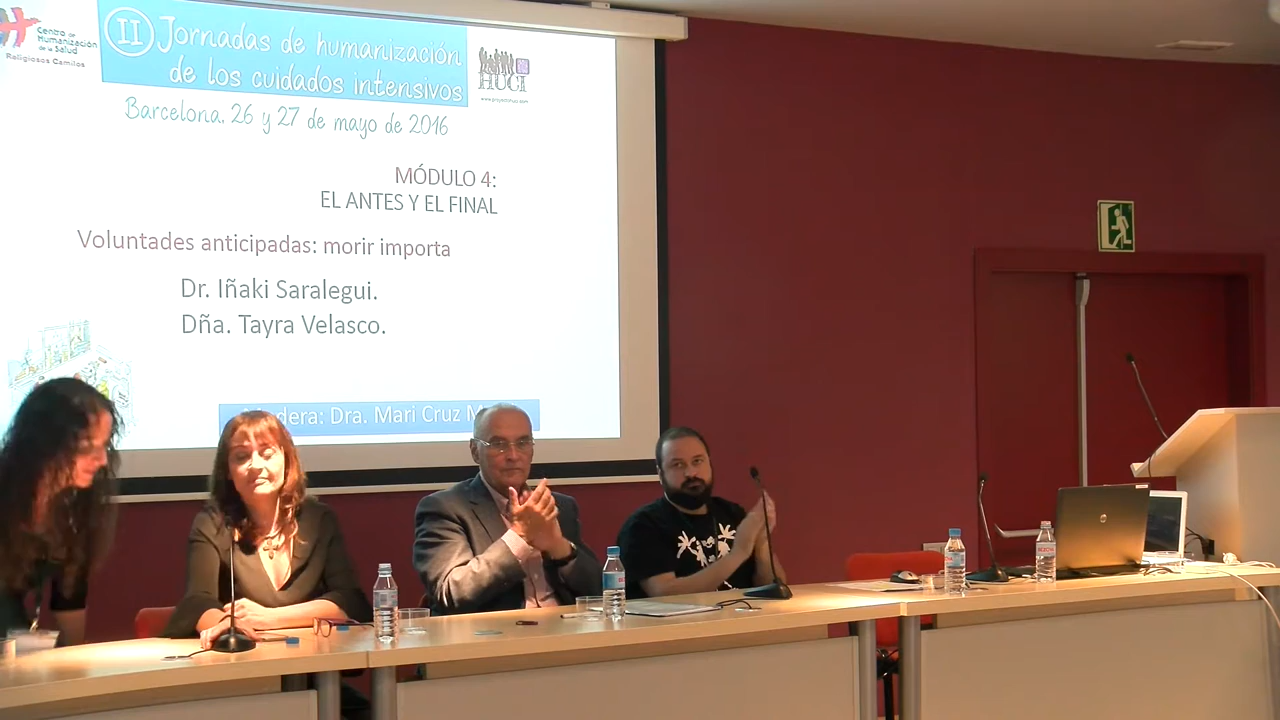 Centro de
Humanización
de la Salud
Religiosos Camilos
II Jornadas de humanización
de los cuidados intensivos
HUCI
Barcelona, 26 y 27 de mayo de 2016
MÓDULO 4:
EL ANTES Y EL FINAL
Voluntades anticipadas: morir importa
Dr. Iñaki Saralegui.
Dña. Tayra Velasco.
Dra. Mari Cruz